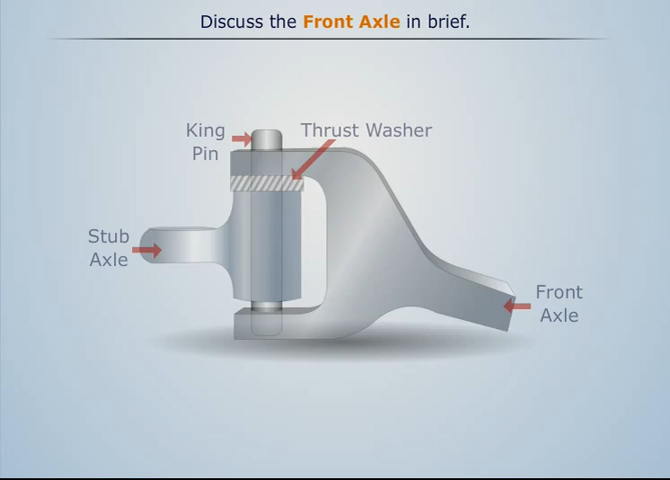 Discuss the Front Axle in brief.
King
Pin
Thrust Washer
Stub
Axle
Front
Axle